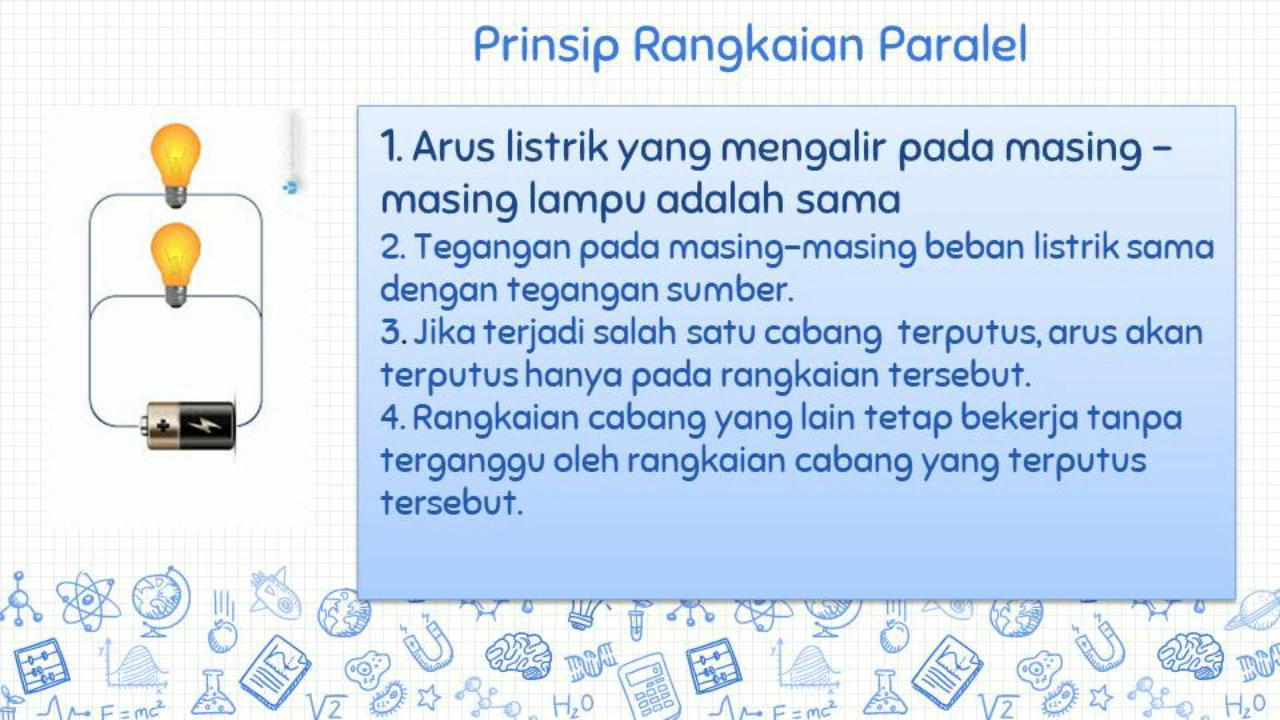 Prinsip Rangkaian Paralel
1. Arus listrik yang mengalir pada masing -
masing lampu adalah sama
2. Tegangan pada masing-masing beban listrik sama
dengan tegangan sumber.
3. Jika terjadi salah satu cabang terputus, arus akan
terputus hanya pada rangkaian tersebut.
4. Rangkaian cabang yang lain tetap bekerja tanpa
terganggu oleh rangkaian cabang yang terputus
tersebut.
y
x
y
x
E=mc²
√2
H₂O
E=mc²
√2
H₂O